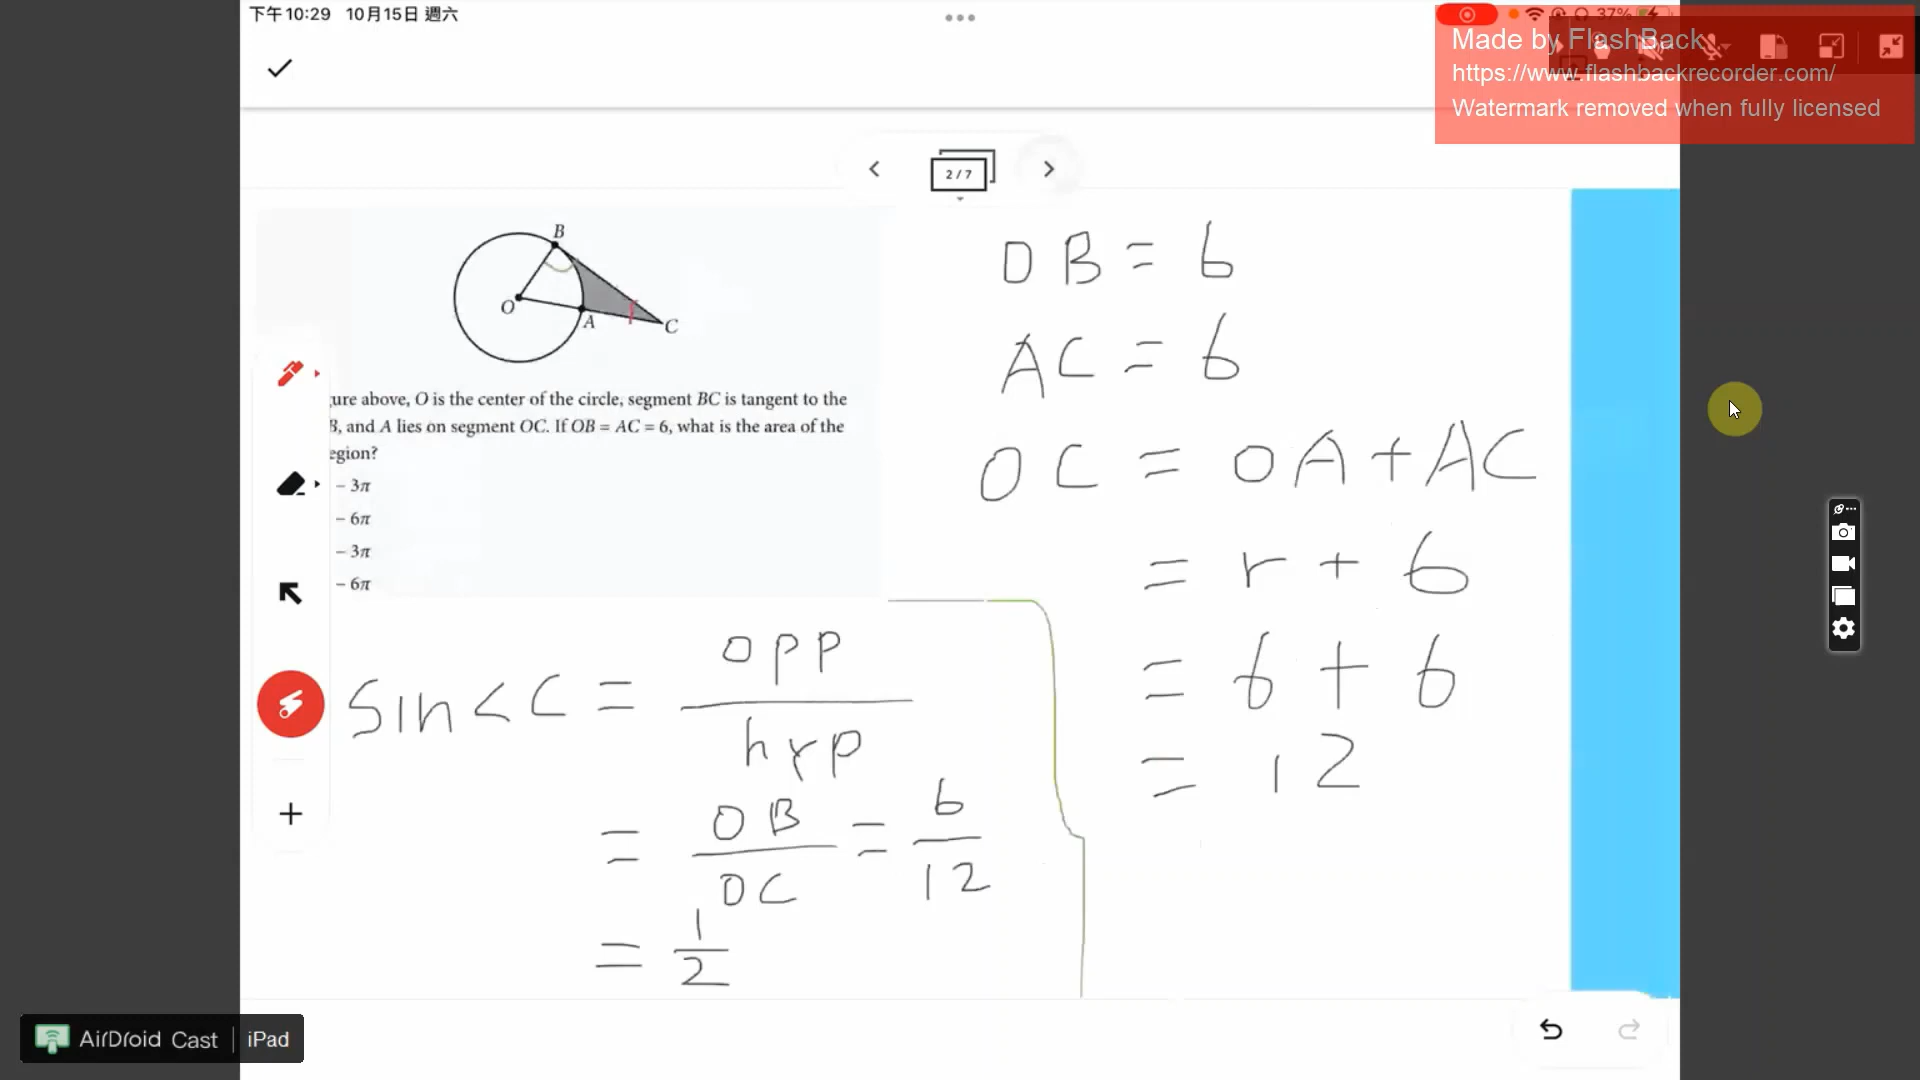 下午10:29 10月15日 週六
37%
Made by FlashBack
https://www.flashbackrecorder.com/
Watermark removed when fully licensed
2 / 7
B
O
A
C
ure above, O is the center of the circle, segment BC is tangent to the
B, and A lies on segment OC. If OB = AC = 6, what is the area of the
egion?
– 3π
– 6π
– 3π
– 6π
OB = 6
AC = 6
OC = OA + AC
= r + 6
= 6 + 6
= 12
sin<C = opp
hyp
= OB/OC = 6/12
= 1/2
AirDroid Cast | iPad